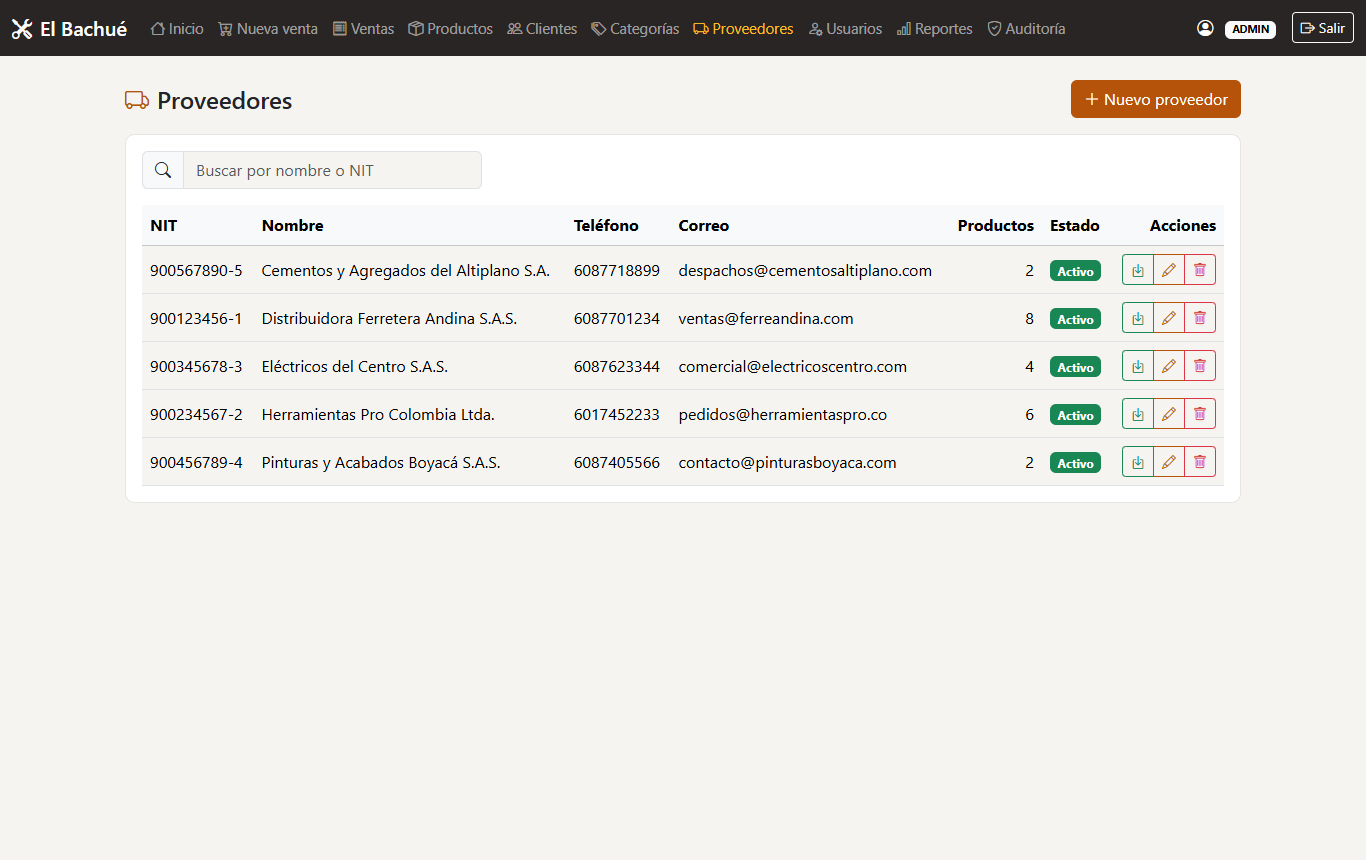 El Bachué Inicio Nueva venta Ventas Productos Clientes Categorías Proveedores Usuarios Reportes Auditoría ADMIN Salir
Proveedores
Nuevo proveedor
Buscar por nombre o NIT
NIT Nombre Teléfono Correo Productos Estado Acciones
900567890-5 Cementos y Agregados del Altiplano S.A. 6087718899 despachos@cementosaltiplano.com 2 Activo
900123456-1 Distribuidora Ferretera Andina S.A.S. 6087701234 ventas@ferreandina.com 8 Activo
900345678-3 Eléctricos del Centro S.A.S. 6087623344 comercial@electricoscentro.com 4 Activo
900234567-2 Herramientas Pro Colombia Ltda. 6017452233 pedidos@herramientaspro.co 6 Activo
900456789-4 Pinturas y Acabados Boyacá S.A.S. 6087405566 contacto@pinturasboyaca.com 2 Activo